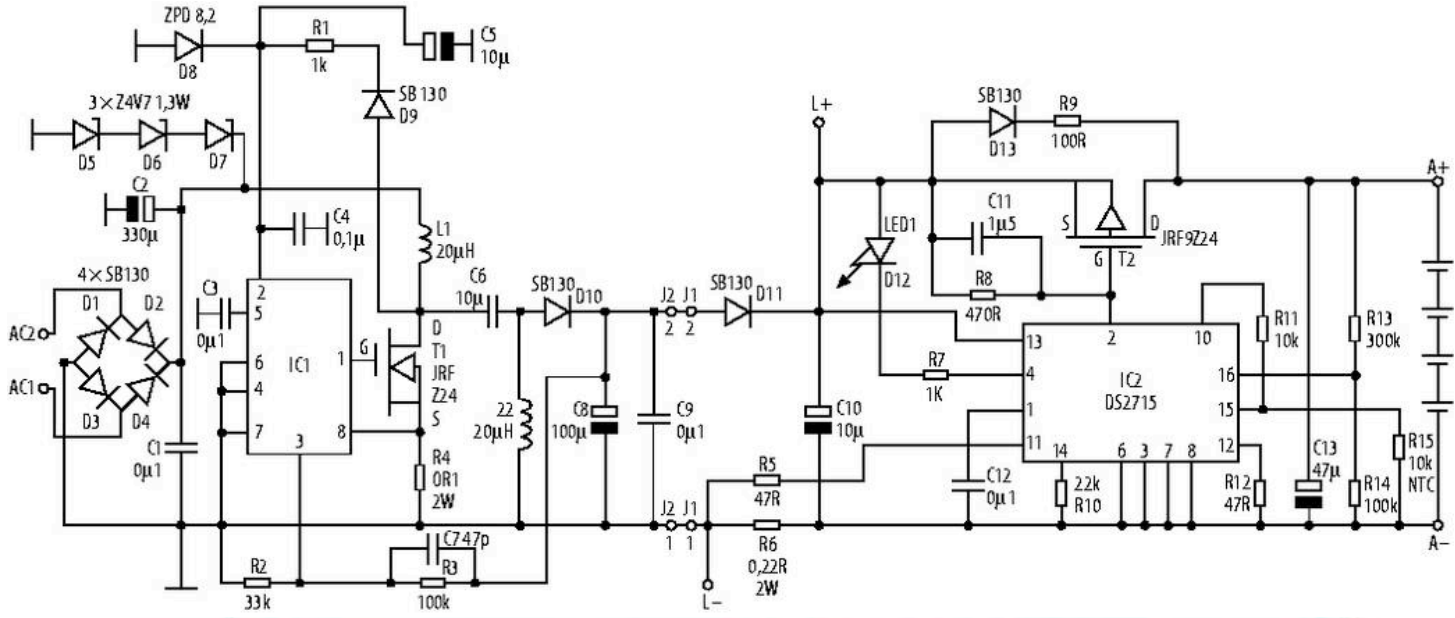 ZPD 8,2
D8
R1
1k
C5
10µ
SB130
D9
3×Z4V7 1,3W
D5
D6
D7
C2
330µ
C4
0,1µ
L1
20µH
4×SB130
D1
D2
D3
D4
AC2
AC1
C1
0µ1
C3
0µ1
2
5
6
4
7
3
1
8
IC1
G
D
T1
JRF
Z24
S
R4
0R1
2W
C6
10µ
SB130
D10
22
20µH
C8
100µ
C9
0µ1
J2
J1
2
2
J2
J1
1
1
R2
33k
C7 47p
R3
100k
SB130
D11
L+
L-
LED1
D12
R7
1K
R5
47R
R6
0,22R
2W
C10
10µ
C12
0µ1
SB130
D13
R9
100R
C11
1µ5
R8
470R
S
D
G
T2
JRF9Z24
IC2
DS2715
13
4
1
11
14
6
3
7
8
12
15
16
2
10
22k
R10
R11
10k
R12
47R
R13
300k
R14
100k
R15
10k
NTC
C13
47µ
A+
A-